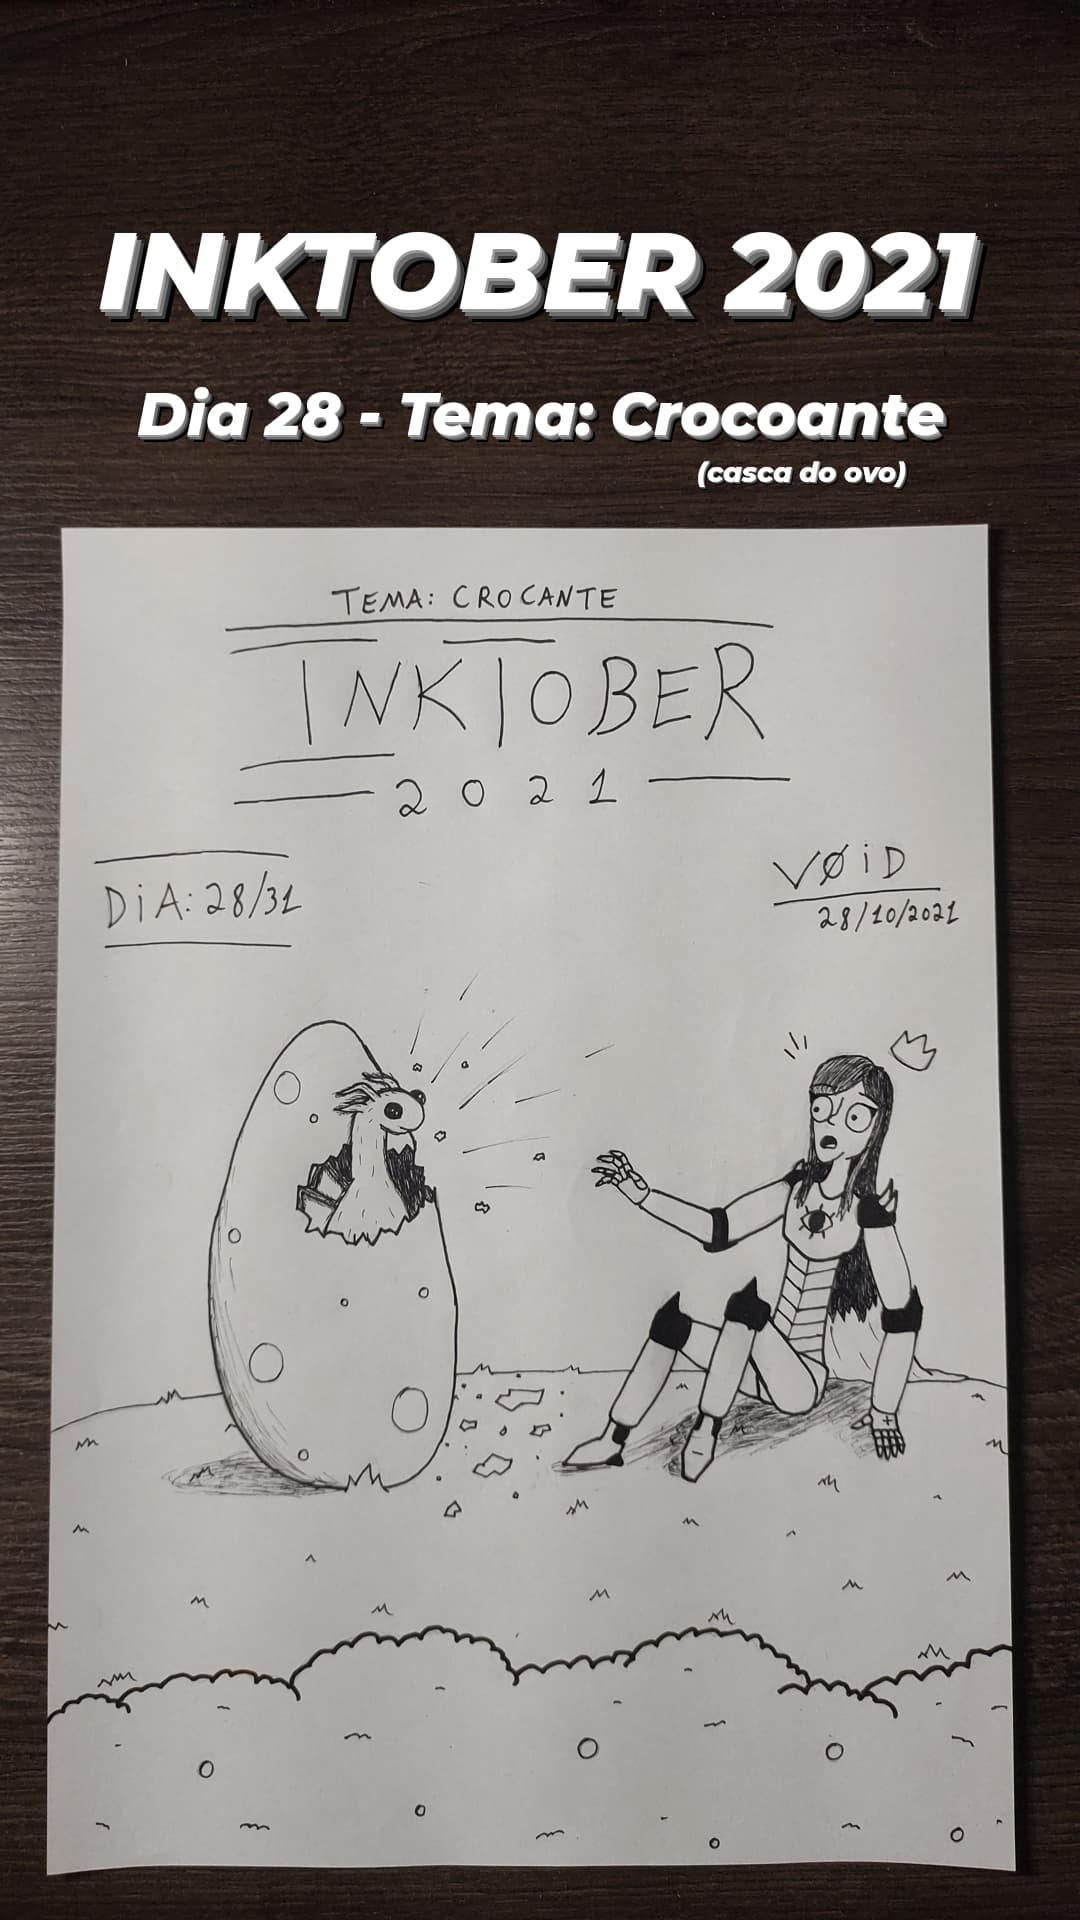 INKTOBER 2021
Dia 28 - Tema: Crocoante
(casca do ovo)
TEMA: CROCANTE
INKTOBER
2021
DiA: 28/31
VØiD
28/10/2021